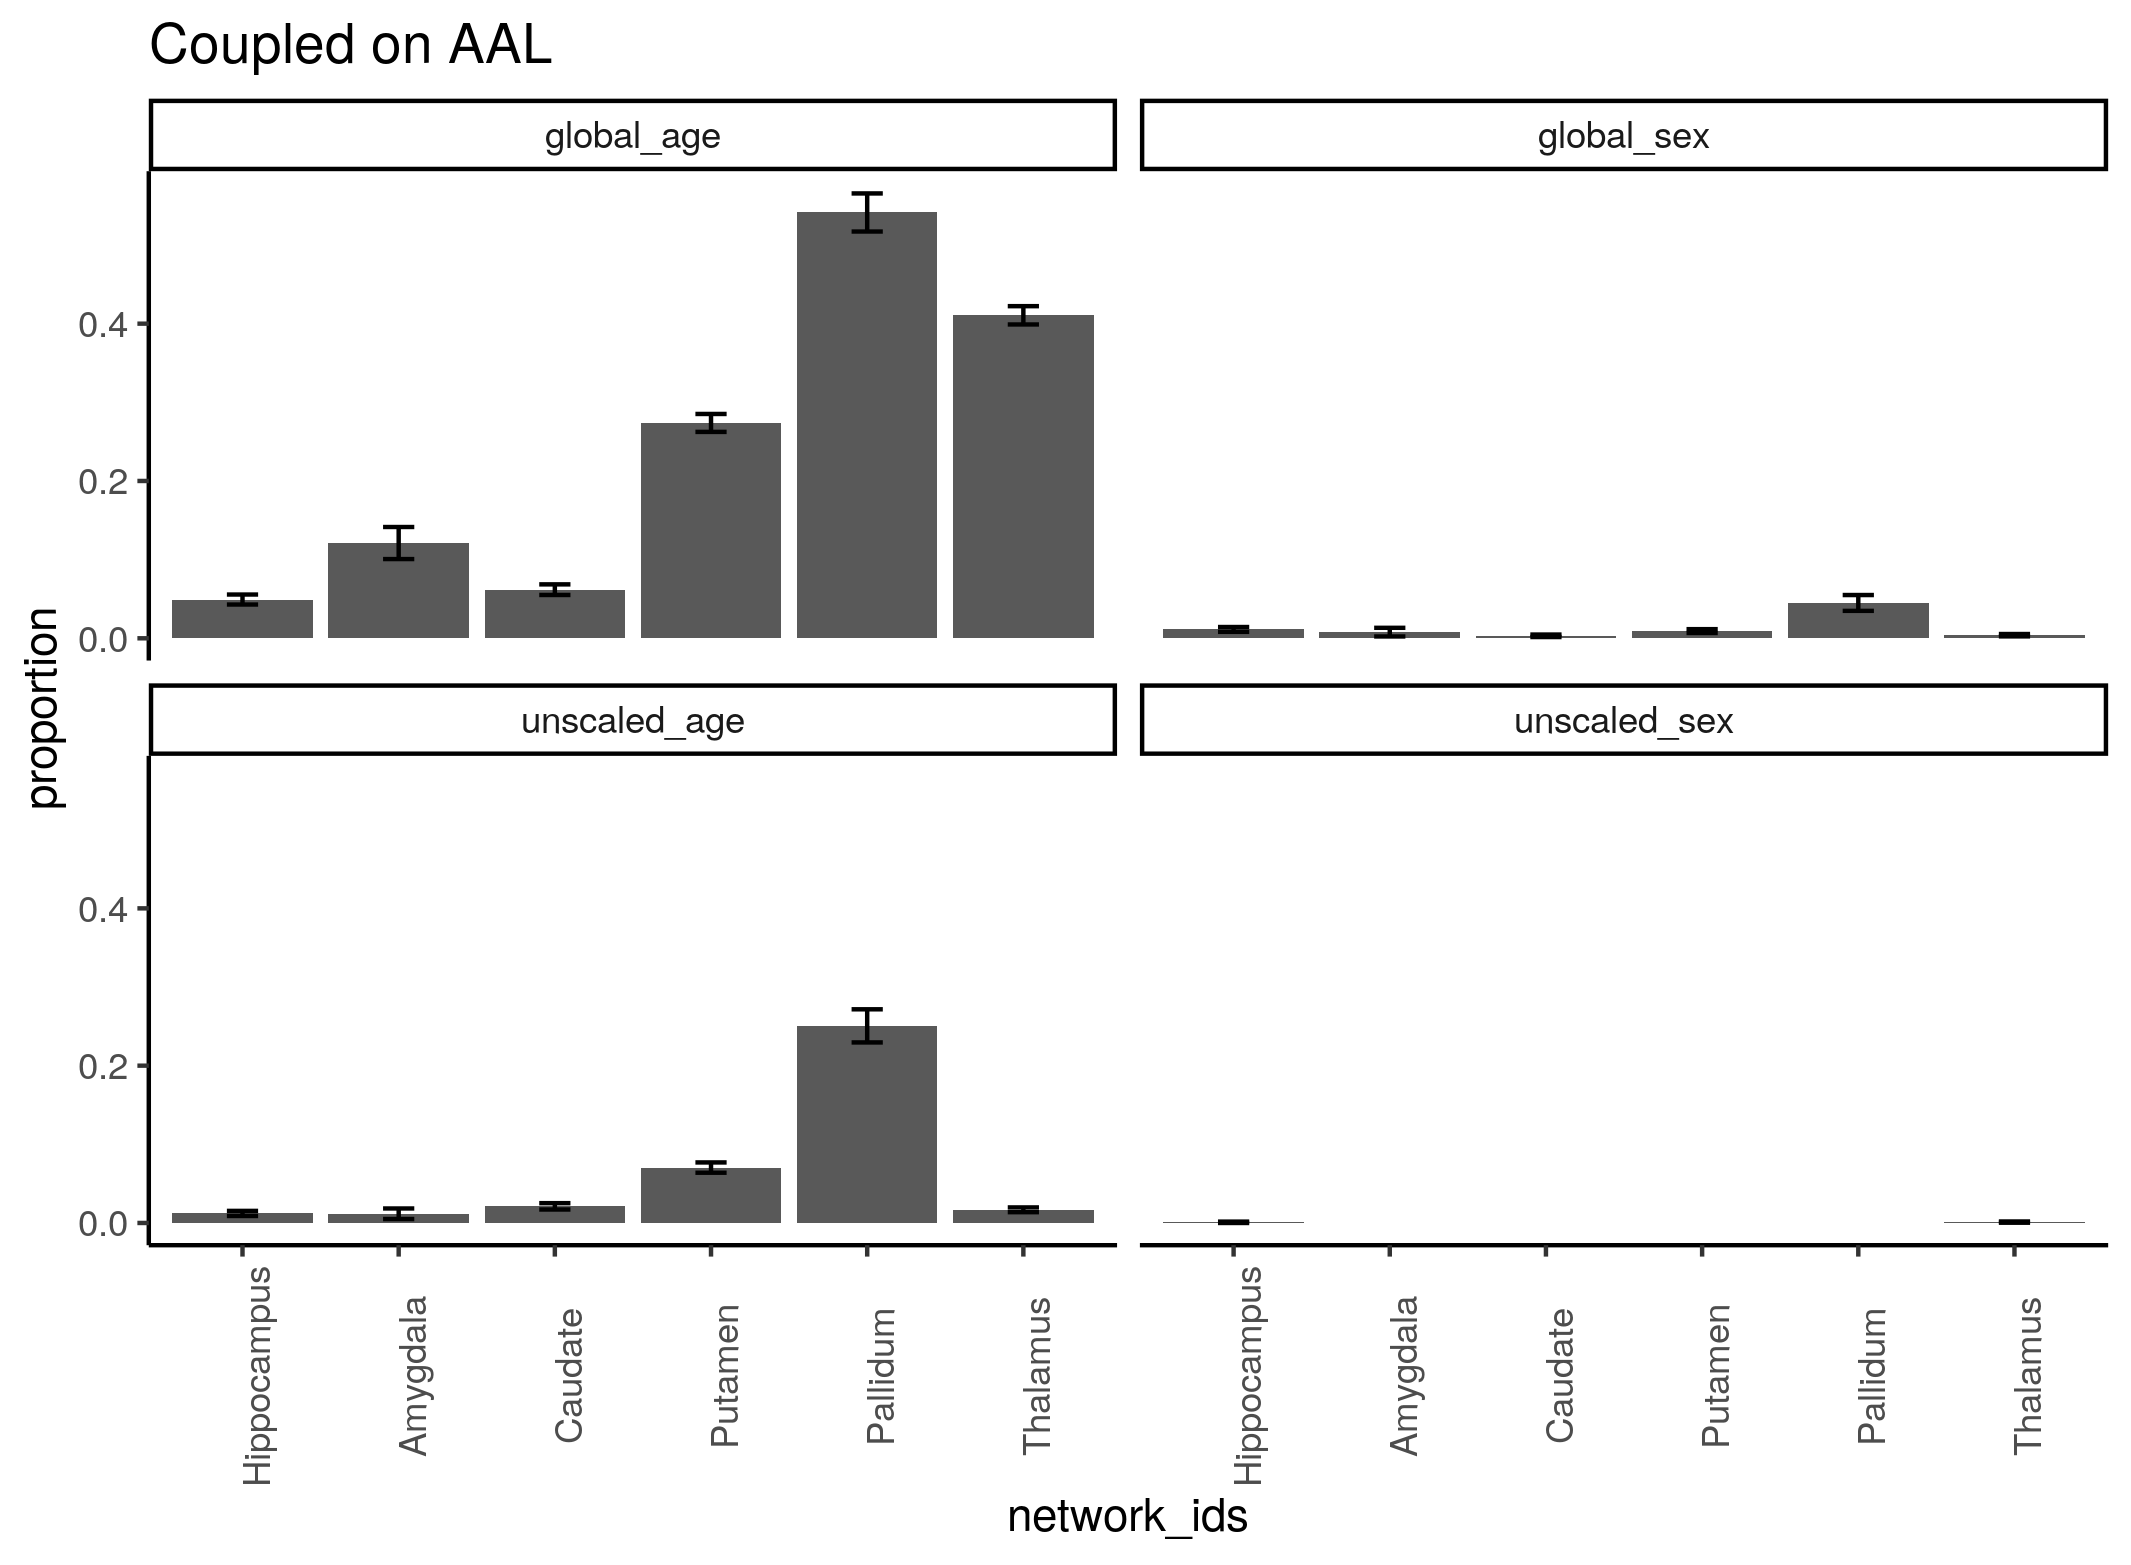 Coupled on AAL
global_age
global_sex
0.4
0.2
0.0
unscaled_age
unscaled_sex
0.4
0.2
0.0
proportion
Hippocampus
Amygdala
Caudate
Putamen
Pallidum
Thalamus
Hippocampus
Amygdala
Caudate
Putamen
Pallidum
Thalamus
network_ids